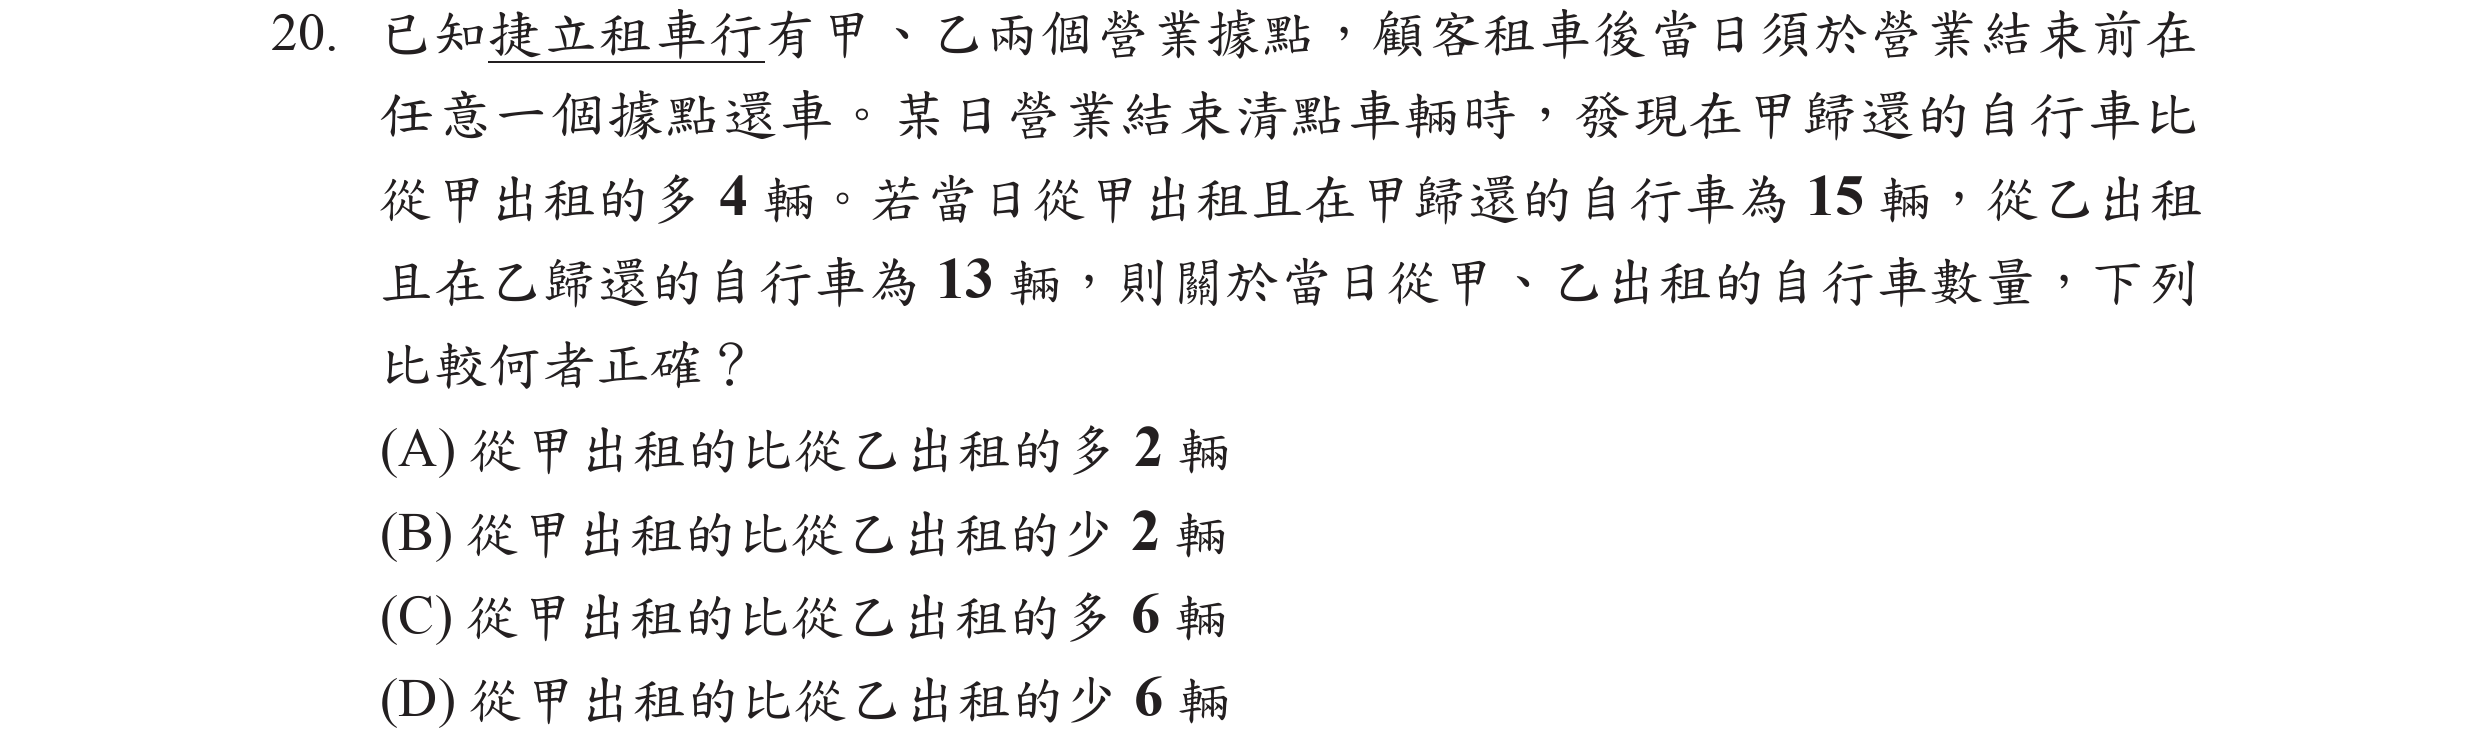 20. 已知捷立租車行有甲、乙兩個營業據點，顧客租車後當日須於營業結束前在
任意一個據點還車。某日營業結束清點車輛時，發現在甲歸還的自行車比
從甲出租的多 4 輛。若當日從甲出租且在甲歸還的自行車為 15 輛，從乙出租
且在乙歸還的自行車為 13 輛，則關於當日從甲、乙出租的自行車數量，下列
比較何者正確？
(A) 從甲出租的比從乙出租的多 2 輛
(B) 從甲出租的比從乙出租的少 2 輛
(C) 從甲出租的比從乙出租的多 6 輛
(D) 從甲出租的比從乙出租的少 6 輛